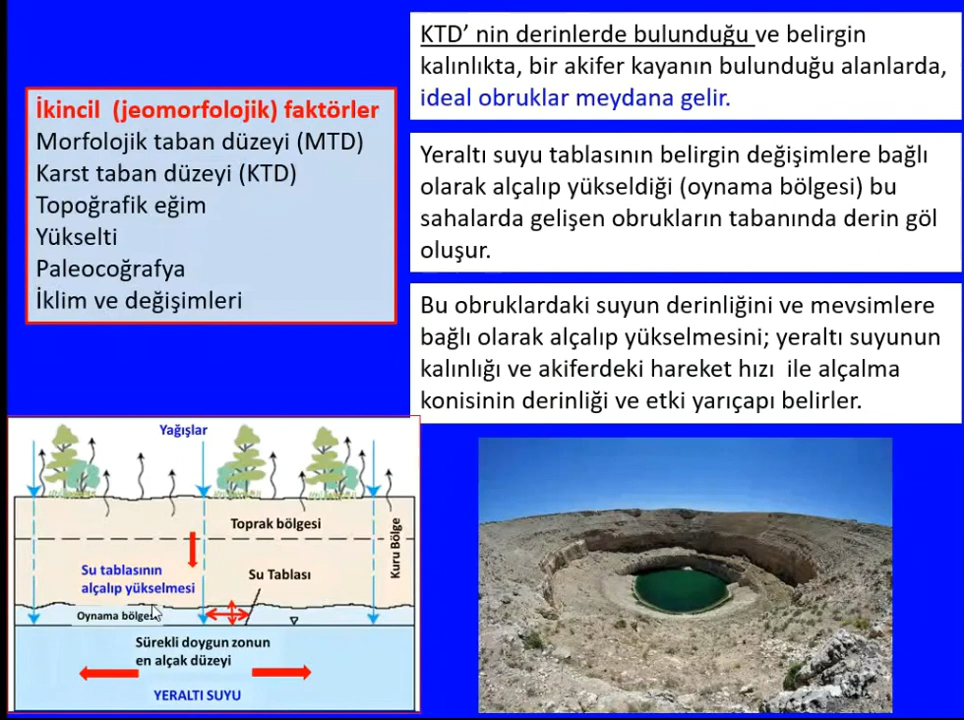 İkincil (jeomorfolojik) faktörler
Morfolojik taban düzeyi (MTD)
Karst taban düzeyi (KTD)
Topoğrafik eğim
Yükselti
Paleocoğrafya
İklim ve değişimleri
KTD’ nin derinlerde bulunduğu ve belirgin
kalınlıkta, bir akifer kayanın bulunduğu alanlarda,
ideal obruklar meydana gelir.
Yeraltı suyu tablasının belirgin değişimlere bağlı
olarak alçalıp yükseldiği (oynama bölgesi) bu
sahalarda gelişen obrukların tabanında derin göl
oluşur.
Bu obruklardaki suyun derinliğini ve mevsimlere
bağlı olarak alçalıp yükselmesini; yeraltı suyunun
kalınlığı ve akiferdeki hareket hızı ile alçalma
konisinin derinliği ve etki yarıçapı belirler.
Yağışlar
Toprak bölgesi
Kuru Bölge
Su tablasının
alçalıp yükselmesi
Su Tablası
Oynama bölgesi
Sürekli doygun zonun
en alçak düzeyi
YERALTI SUYU